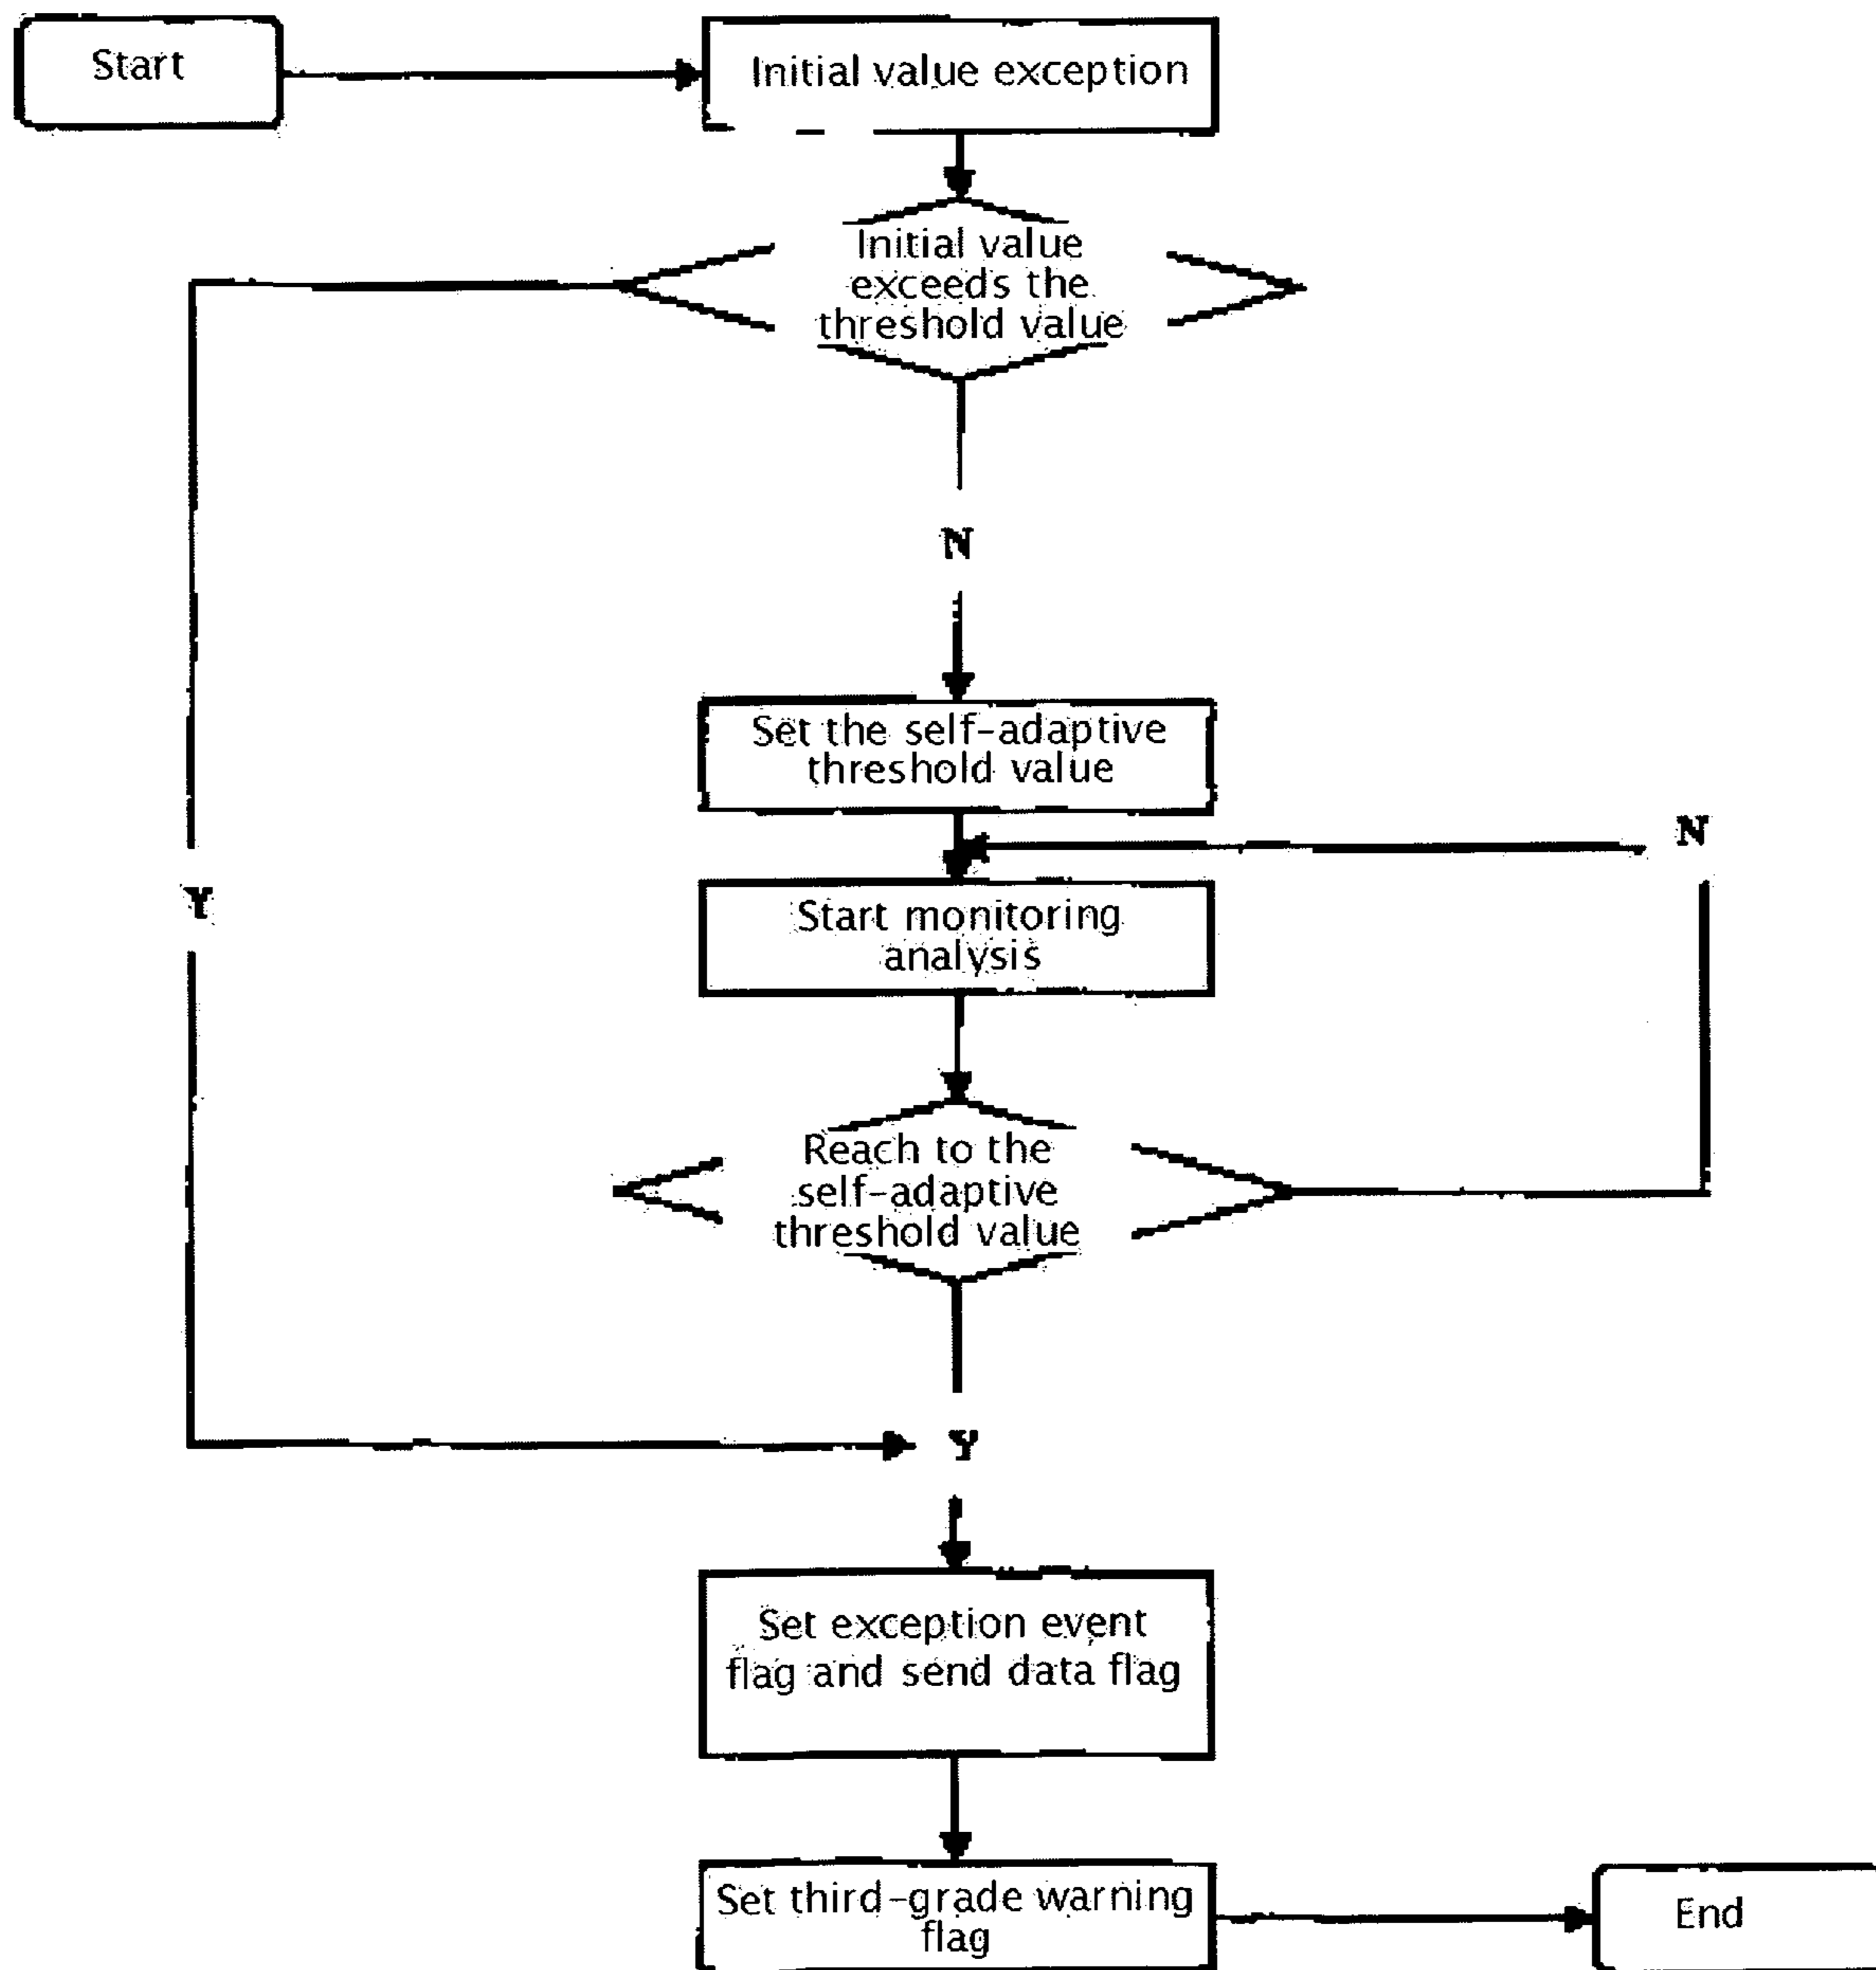 Start
Initial value exception
Initial value
exceeds the
threshold value
N
Set the self-adaptive
threshold value
N
Y
Start monitoring
analysis
Reach to the
self-adaptive
threshold value
Y
Set exception event
flag and send data flag
Set third-grade warning
flag
End